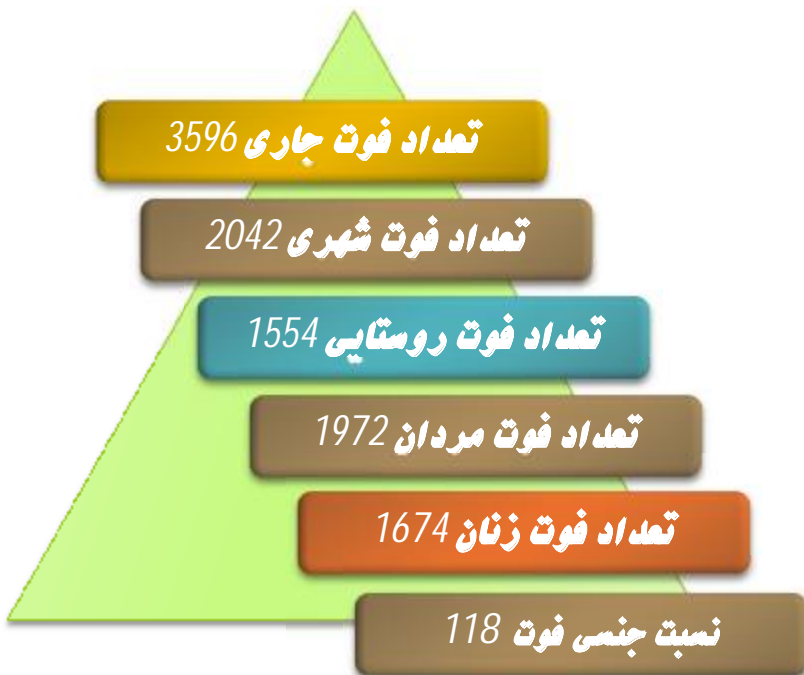 تعداد فوت جاری 3596
تعداد فوت شهری 2042
تعداد فوت روستایی 1554
تعداد فوت مردان 1972
تعداد فوت زنان 1674
نسبت جنسی فوت 118